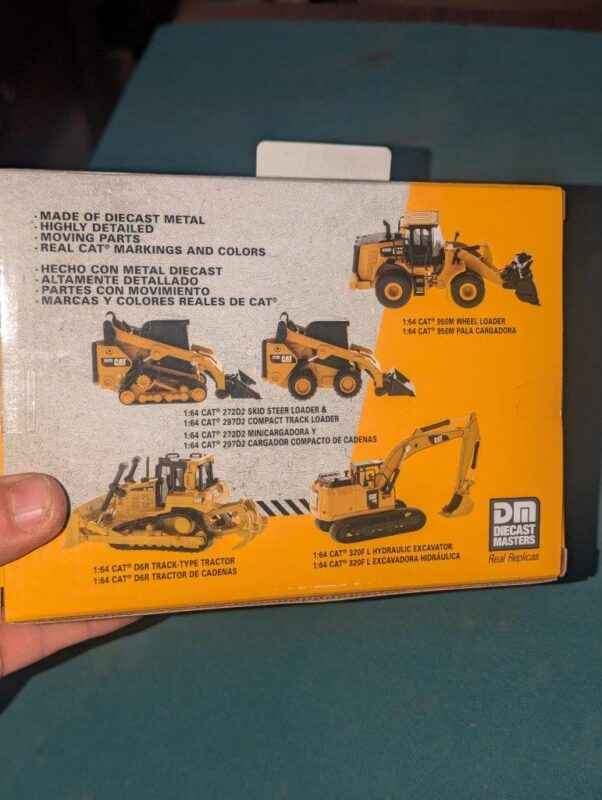 · MADE OF DIECAST METAL
· HIGHLY DETAILED
· MOVING PARTS
· REAL CAT® MARKINGS AND COLORS
· HECHO CON METAL DIECAST
· ALTAMENTE DETALLADO
· PARTES CON MOVIMIENTO
· MARCAS Y COLORES REALES DE CAT®
1:64 CAT® 950M WHEEL LOADER
1:64 CAT® 950M PALA CARGADORA
CAT
CAT
1:64 CAT® 272D2 SKID STEER LOADER &
1:64 CAT® 297D2 COMPACT TRACK LOADER
1:64 CAT® 272D2 MINICARGADORA Y
1:64 CAT® 297D2 CARGADOR COMPACTO DE CADENAS
CAT
1:64 CAT® D6R TRACK-TYPE TRACTOR
1:64 CAT® D6R TRACTOR DE CADENAS
1:64 CAT® 320F L HYDRAULIC EXCAVATOR
1:64 CAT® 320F L EXCAVADORA HIDRÁULICA
DM
DIECAST
MASTERS
Real Replicas